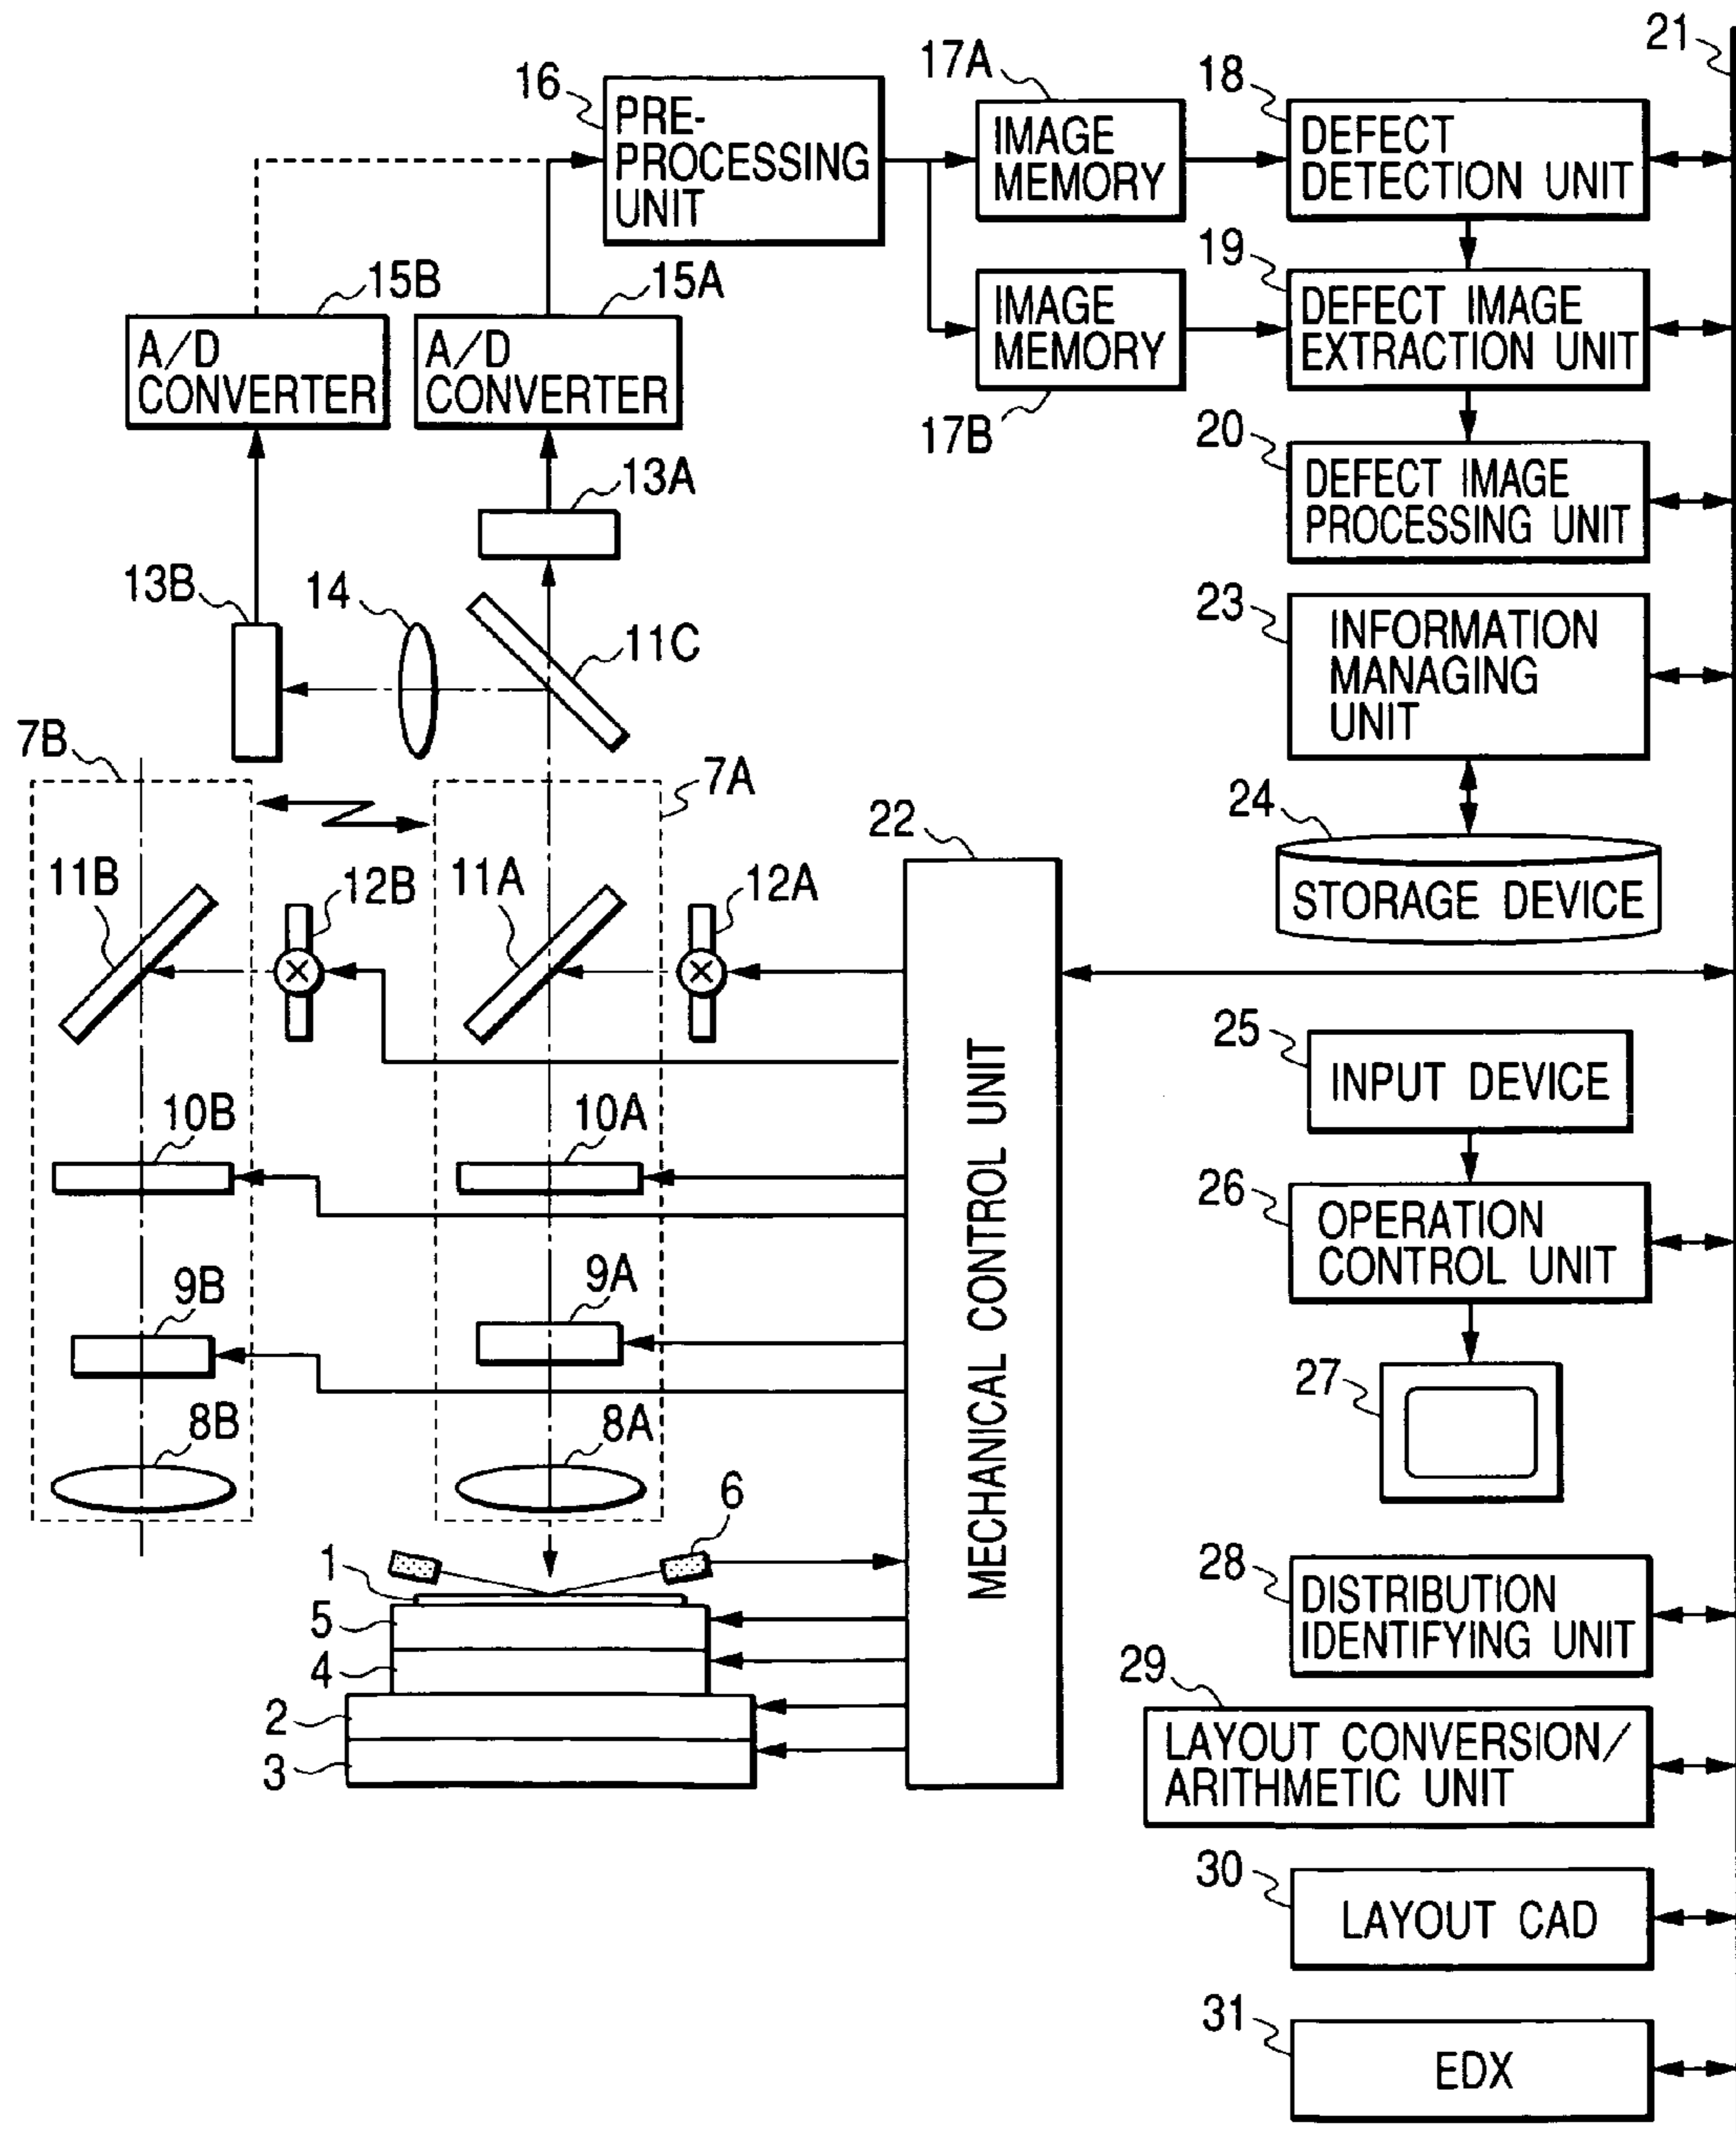 21
17A
16
18
PRE-
PROCESSING
UNIT
IMAGE
MEMORY
DEFECT
DETECTION UNIT
15B
15A
19
A/D
CONVERTER
A/D
CONVERTER
IMAGE
MEMORY
DEFECT IMAGE
EXTRACTION UNIT
17B
20
13A
DEFECT IMAGE
PROCESSING UNIT
13B
14
11C
23
INFORMATION
MANAGING
UNIT
7B
7A
22
24
STORAGE DEVICE
11B
12B
11A
12A
25
INPUT DEVICE
MECHANICAL CONTROL UNIT
10B
10A
26
OPERATION
CONTROL UNIT
9B
9A
27
8B
8A
6
1
5
4
2
3
28
DISTRIBUTION
IDENTIFYING UNIT
29
LAYOUT CONVERSION/
ARITHMETIC UNIT
30
LAYOUT CAD
31
EDX